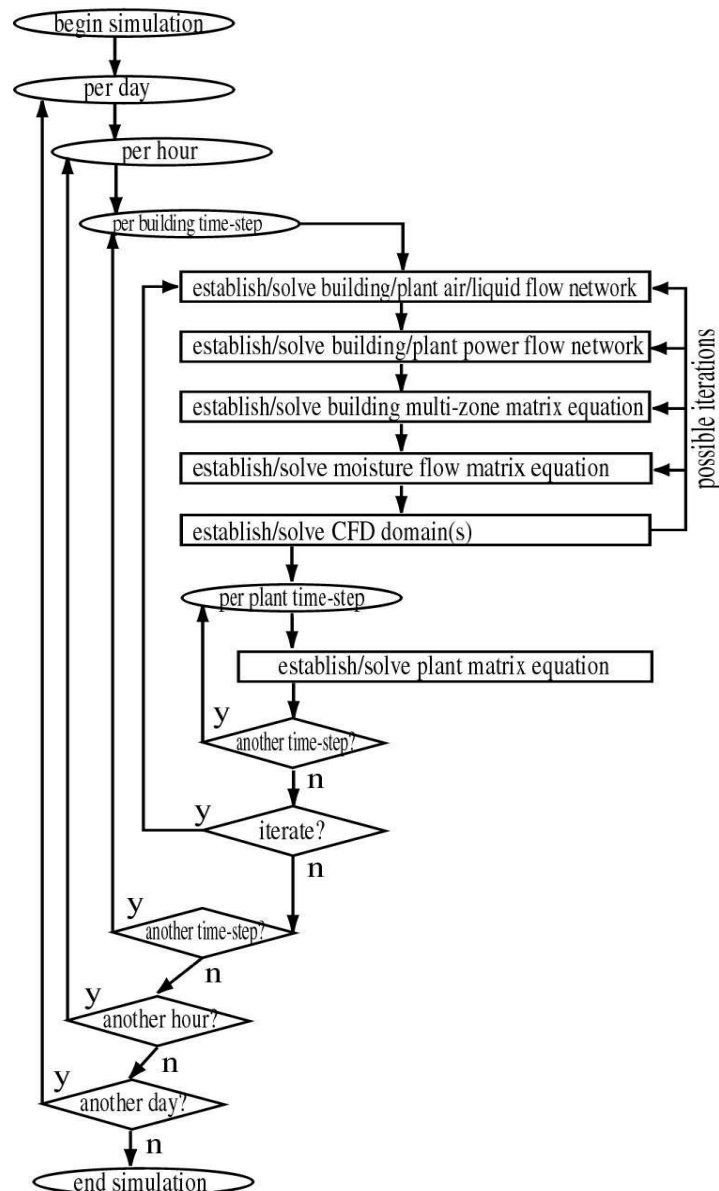 begin simulation
per day
per hour
per building time-step
establish/solve building/plant air/liquid flow network
establish/solve building/plant power flow network
establish/solve building multi-zone matrix equation
establish/solve moisture flow matrix equation
establish/solve CFD domain(s)
possible iterations
per plant time-step
establish/solve plant matrix equation
y
another time-step?
n
y
iterate?
n
y
another time-step?
n
y
another hour?
n
y
another day?
n
end simulation